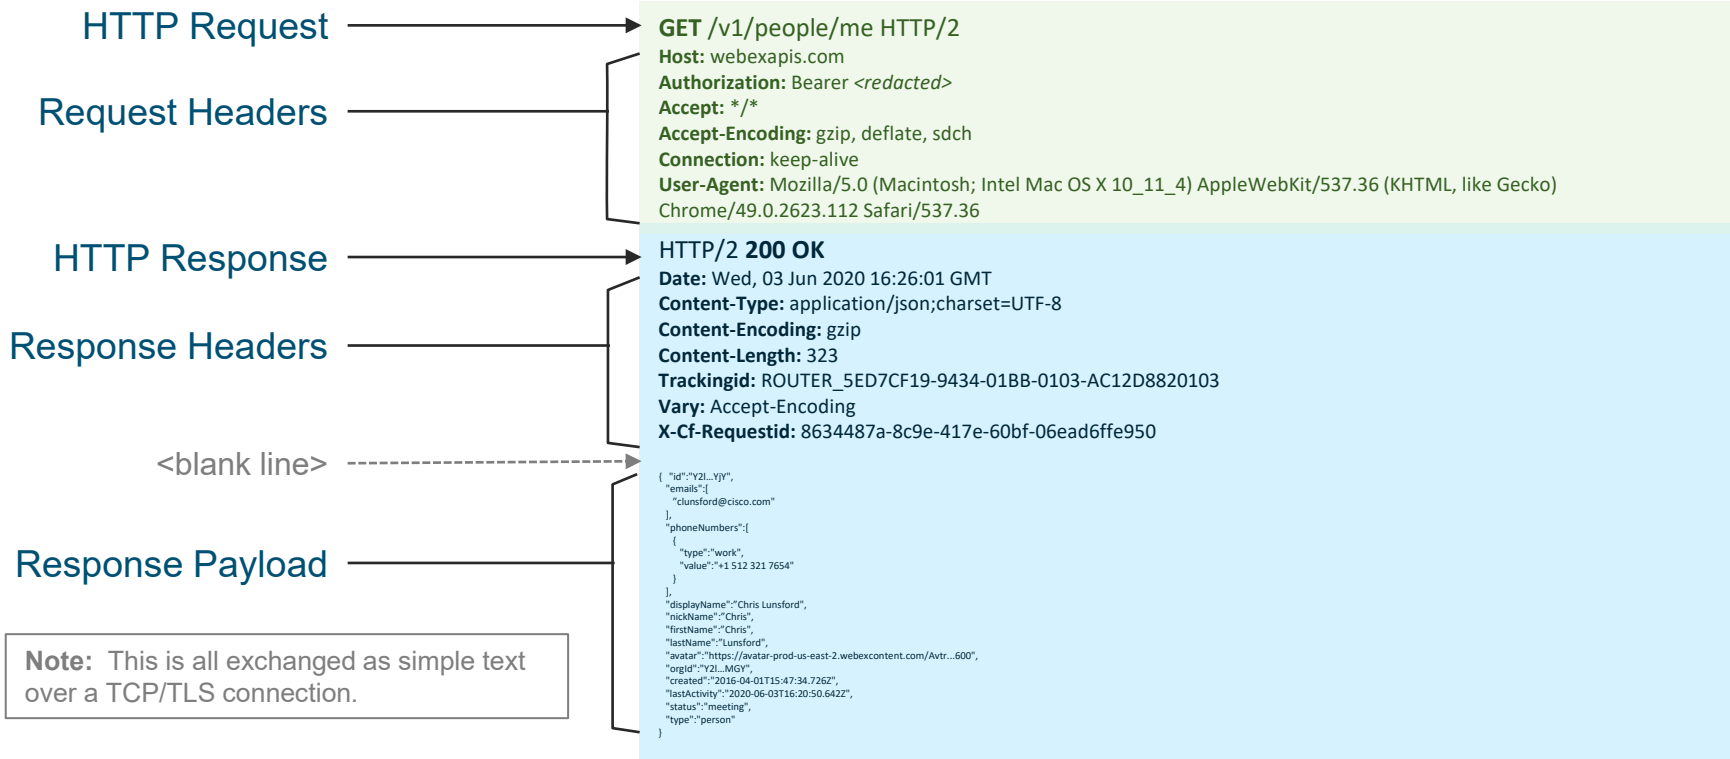 HTTP Request
GET /v1/people/me HTTP/2
Request Headers
Host: webexapis.com
Authorization: Bearer <redacted>
Accept: */*
Accept-Encoding: gzip, deflate, sdch
Connection: keep-alive
User-Agent: Mozilla/5.0 (Macintosh; Intel Mac OS X 10_11_4) AppleWebKit/537.36 (KHTML, like Gecko)
Chrome/49.0.2623.112 Safari/537.36
HTTP Response
HTTP/2 200 OK
Response Headers
Date: Wed, 03 Jun 2020 16:26:01 GMT
Content-Type: application/json;charset=UTF-8
Content-Encoding: gzip
Content-Length: 323
Trackingid: ROUTER_5ED7CF19-9434-01BB-0103-AC12D8820103
Vary: Accept-Encoding
X-Cf-Requestid: 8634487a-8c9e-417e-60bf-06ead6ffe950
<blank line>
Response Payload
{ "id":"Y2l...YjY",
"emails":[
"clunsford@cisco.com"
],
"phoneNumbers":[
{
"type":"work",
"value":"+1 512 321 7654"
}
],
"displayName":"Chris Lunsford",
"nickName":"Chris",
"firstName":"Chris",
"lastName":"Lunsford",
"avatar":"https://avatar-prod-us-east-2.webexcontent.com/Avtr...600",
"orgId":"Y2l...MGY",
"created":"2016-04-01T15:47:34.726Z",
"lastActivity":"2020-06-03T16:20:50.642Z",
"status":"meeting",
"type":"person"
}
Note: This is all exchanged as simple text
over a TCP/TLS connection.